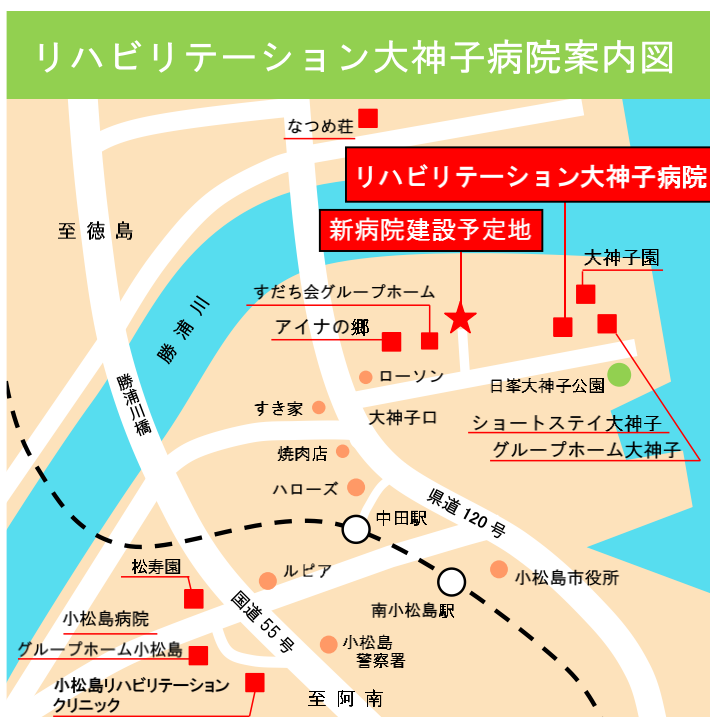 リハビリテーション大神子病院案内図
なつめ荘
リハビリテーション大神子病院
新病院建設予定地
至 徳 島
大神子園
すだち会グループホーム
勝 浦 川
アイナの郷
勝浦川橋
ローソン
日峯大神子公園
すき家
大神子口
ショートステイ大神子
焼肉店
グループホーム大神子
ハローズ
県道 120 号
中田駅
松寿園
ルピア
小松島市役所
国道 55 号
南小松島駅
小松島病院
小松島
警察署
グループホーム小松島
小松島リハビリテーション
クリニック
至 阿 南